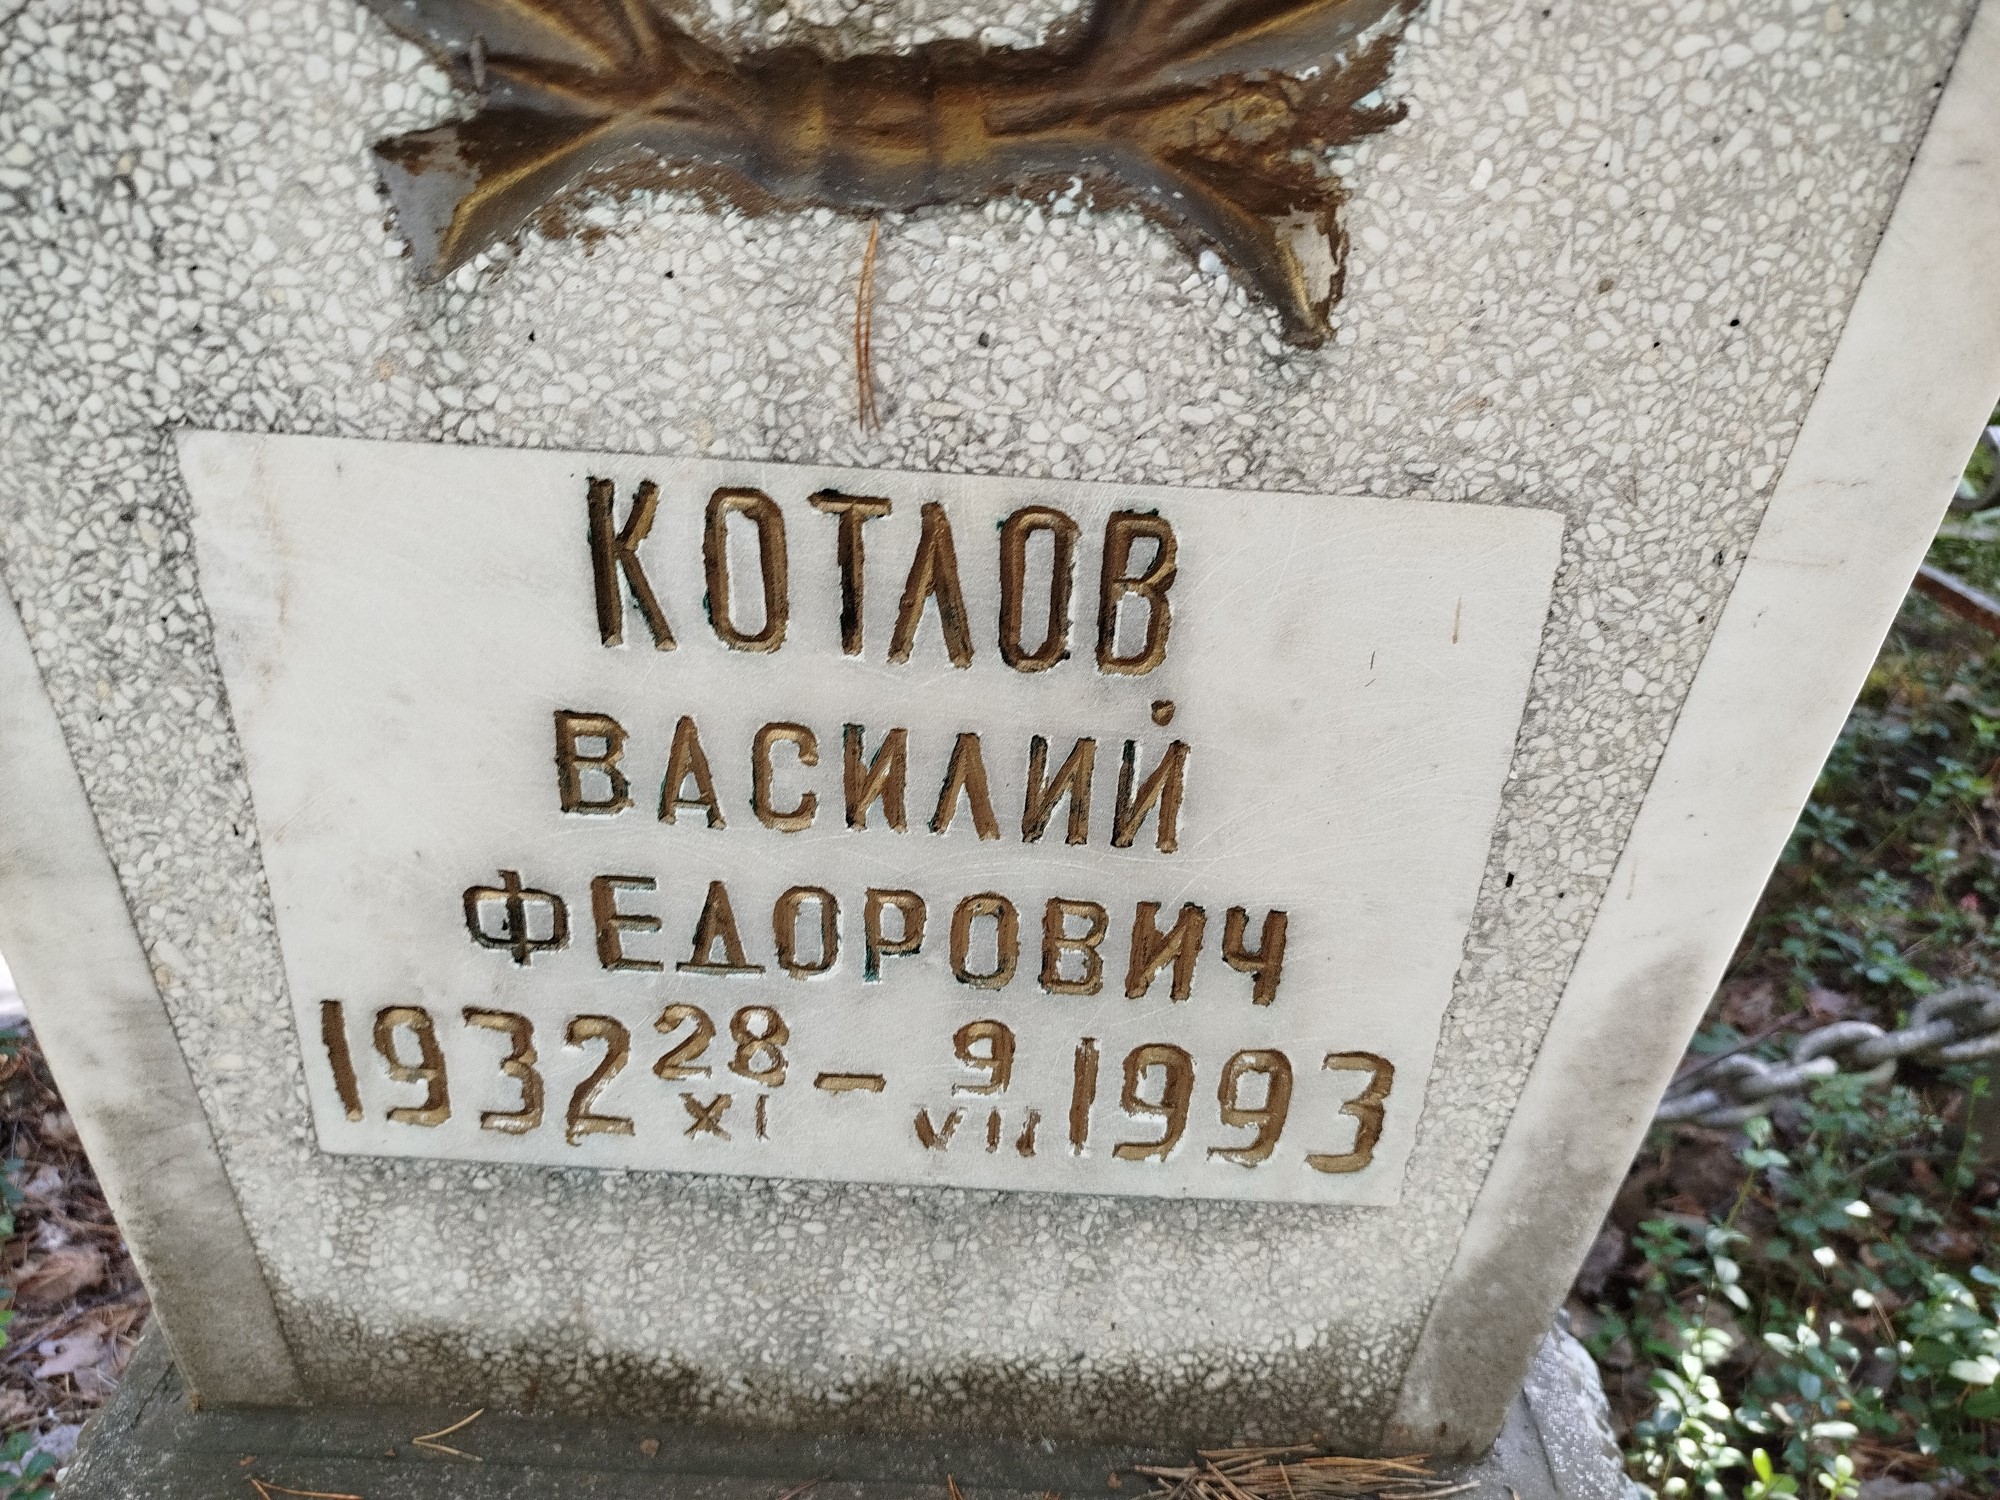 КОТЛОВ
ВАСИЛИЙ
ФЕДОРОВИЧ
1932 28/XI – 9/VII 1993